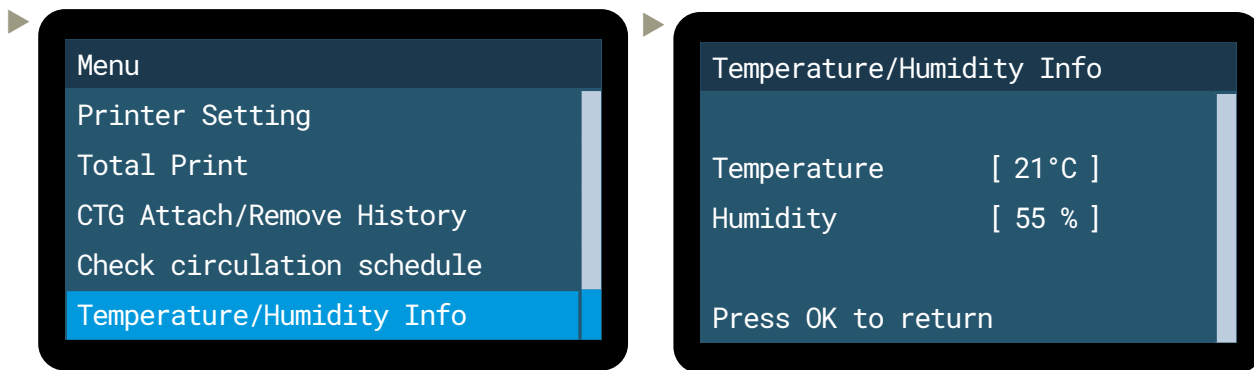 Menu
Printer Setting
Total Print
CTG Attach/Remove History
Check circulation schedule
Temperature/Humidity Info
Temperature/Humidity Info
Temperature [ 21°C ]
Humidity [ 55 % ]
Press OK to return